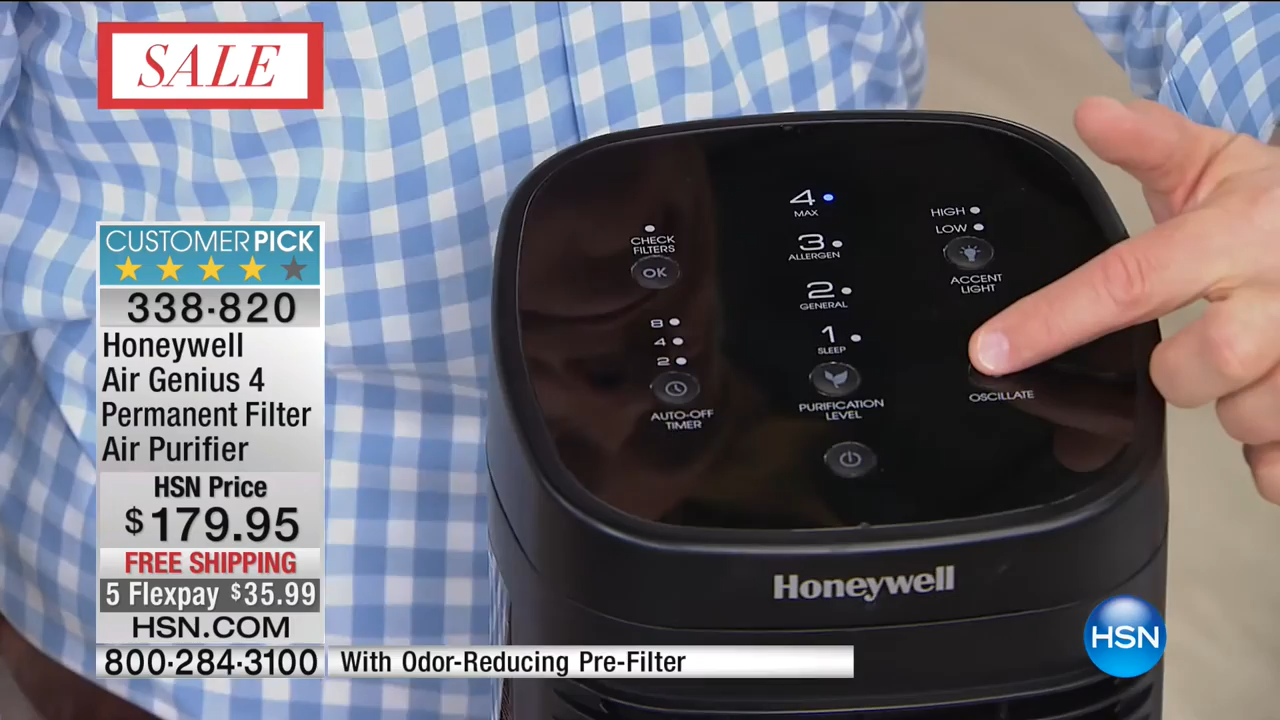 SALE
CUSTOMER PICK
338-820
Honeywell
Air Genius 4
Permanent Filter
Air Purifier
HSN Price
$179.95
FREE SHIPPING
5 Flexpay $35.99
HSN.COM
800-284-3100
With Odor-Reducing Pre-Filter
CHECK
FILTERS
OK
8
4
2
AUTO-OFF
TIMER
4
MAX
3
ALLERGEN
2
GENERAL
1
SLEEP
PURIFICATION
LEVEL
HIGH
LOW
ACCENT
LIGHT
OSCILLATE
Honeywell
HSN